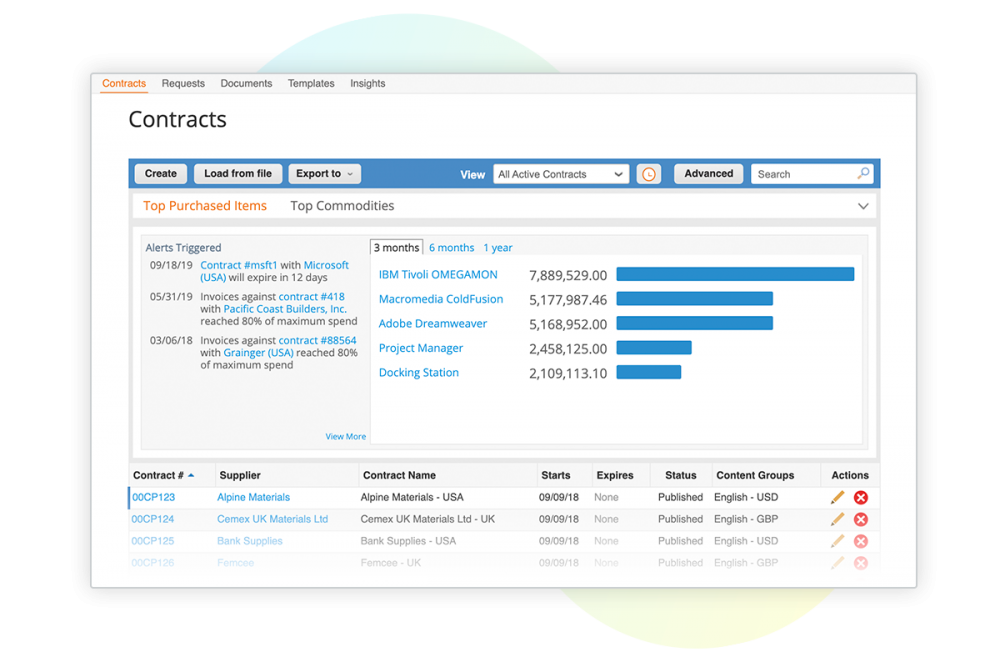 Contracts Requests Documents Templates Insights
Contracts
Create Load from file Export to View All Active Contracts Advanced Search
Top Purchased Items Top Commodities
Alerts Triggered
09/18/19 Contract #msft1 with Microsoft
(USA) will expire in 12 days
05/31/19 Invoices against contract #418
with Pacific Coast Builders, Inc.
reached 80% of maximum spend
03/06/18 Invoices against contract #88564
with Grainger (USA) reached 80%
of maximum spend
View More
3 months 6 months 1 year
IBM Tivoli OMEGAMON 7,889,529.00
Macromedia ColdFusion 5,177,987.46
Adobe Dreamweaver 5,168,952.00
Project Manager 2,458,125.00
Docking Station 2,109,113.10
Contract # Supplier Contract Name Starts Expires Status Content Groups Actions
00CP123 Alpine Materials Alpine Materials - USA 09/09/18 None Published English - USD
00CP124 Cemex UK Materials Ltd Cemex UK Materials Ltd - UK 09/09/18 None Published English - GBP
00CP125 Bank Supplies Bank Supplies - USA 09/09/18 None Published English - USD
00CP126 Femcee Femcee - UK 09/09/18 None Published English - GBP